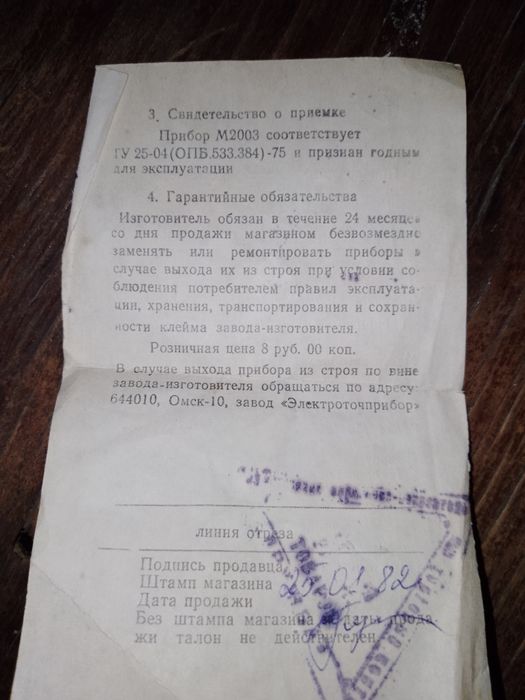 3. Свидетельство о приемке
Прибор М2003 соответствует
ТУ 25-04(ОПБ.533.384)-75 и признан годным
для эксплуатации
4. Гарантийные обязательства
Изготовитель обязан в течение 24 месяцев
со дня продажи магазином безвозмездно
заменять или ремонтировать приборы в
случае выхода их из строя при условии со-
блюдения потребителем правил эксплуата-
ции, хранения, транспортирования и сохран-
ности клейма завода-изготовителя.
Розничная цена 8 руб. 00 коп.
В случае выхода прибора из строя по вине
завода-изготовителя обращаться по адресу:
644010, Омск-10, завод «Электроточприбор»
линия отреза
Подпись продавца
Штамп магазина
25.01.82
Дата продажи
Без штампа магазина и даты прода-
жи талон не действителен